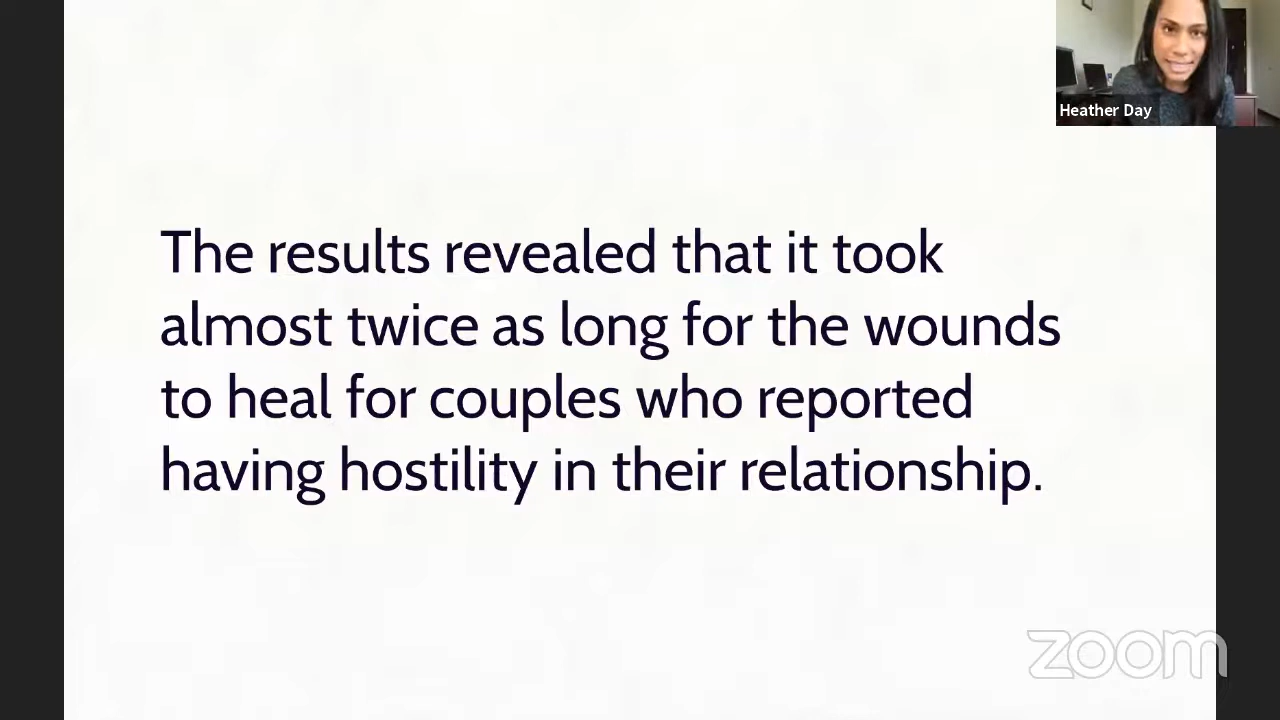 Heather Day
The results revealed that it took
almost twice as long for the wounds
to heal for couples who reported
having hostility in their relationship.
zoom